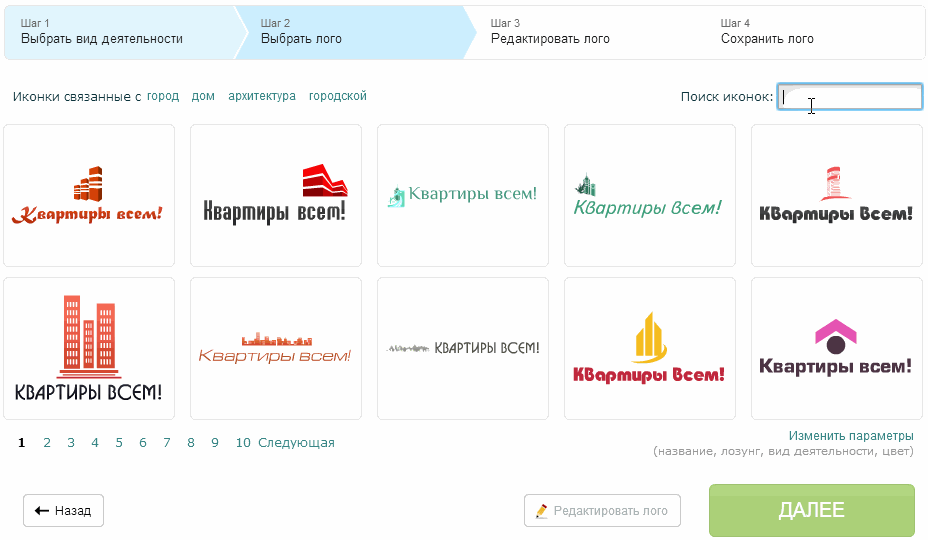 Шаг 1
Выбрать вид деятельности
Шаг 2
Выбрать лого
Шаг 3
Редактировать лого
Шаг 4
Сохранить лого
Иконки связанные с город дом архитектура городской
Поиск иконок:
Квартиры всем!
Квартиры всем!
Квартиры всем!
Квартиры всем!
Квартиры Всем!
КВАРТИРЫ ВСЕМ!
Квартиры всем!
КВАРТИРЫ ВСЕМ!
Квартиры Всем!
Квартиры всем!
1 2 3 4 5 6 7 8 9 10 Следующая
Изменить параметры
(название, лозунг, вид деятельности, цвет)
Назад
Редактировать лого
ДАЛЕЕ